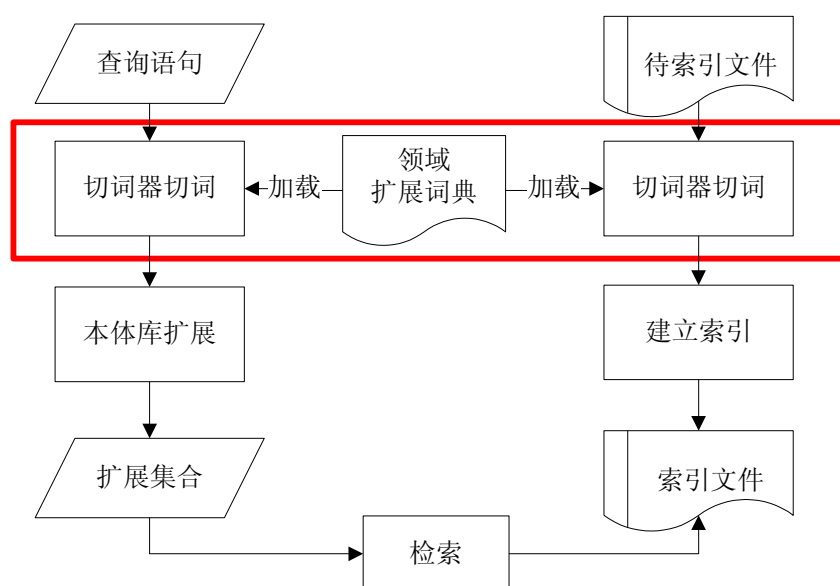 查询语句
待索引文件
切词器切词
加载
领域
扩展词典
加载
切词器切词
本体库扩展
建立索引
扩展集合
索引文件
检索